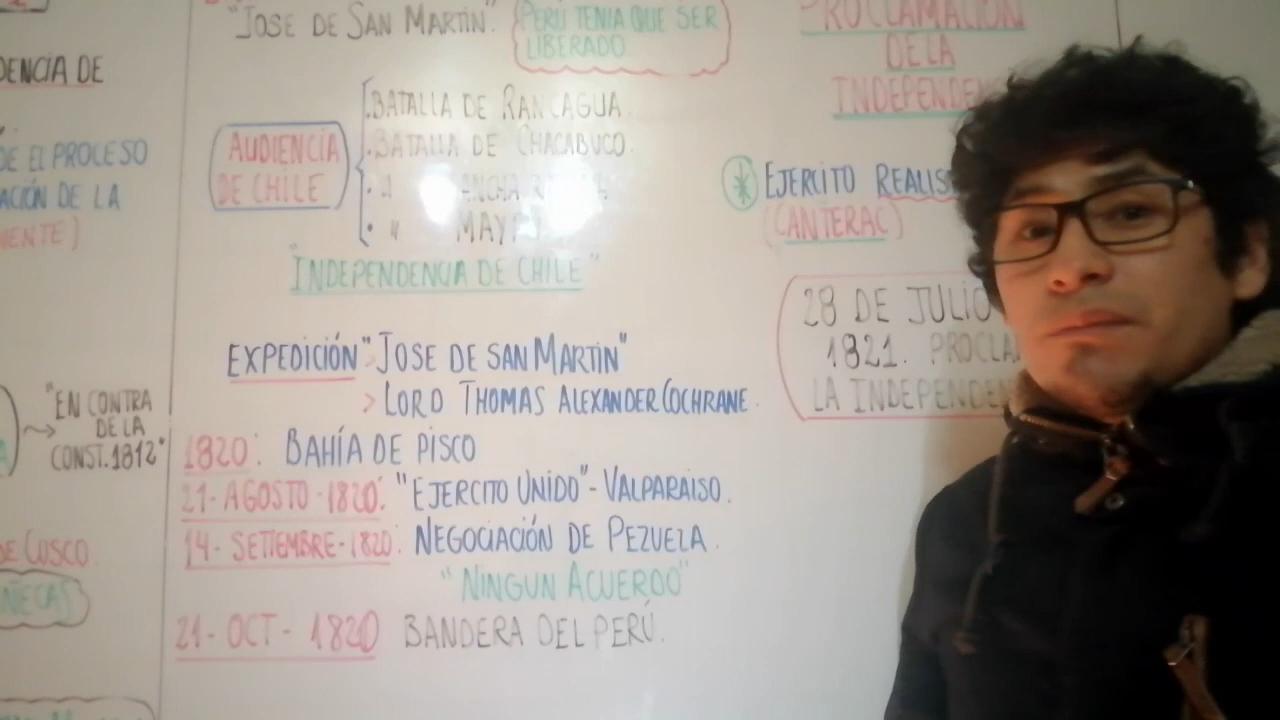 DENCIA DE
DE EL PROCESO
ACIÓN DE LA
"EN CONTRA
DE LA
CONST.1812"
DE CUSCO
"JOSE DE SAN MARTIN".
PERÚ TENIA QUE SER
LIBERADO
AUDIENCIA
DE CHILE
.BATALLA DE RANCAGUA.
.BATALLA DE CHACABUCO.
. " CANCHA
. " MAYP
"INDEPENDENCIA DE CHILE"
EXPEDICIÓN "JOSE DE SAN MARTIN"
> LORD THOMAS ALEXANDER COCHRANE.
1820: BAHÍA DE PISCO
21-AGOSTO-1820: "EJERCITO UNIDO"-VALPARAISO.
14-SETIEMBRE-1820: NEGOCIACIÓN DE PEZUELA.
"NINGUN ACUERDO"
21-OCT-1820 BANDERA DEL PERÚ.
PROCLAMACIÓN
DE LA
INDEPENDEN
* EJERCITO REALIS
(CANTERAC)
28 DE JULIO
1821. PROCLA
LA INDEPENDEN